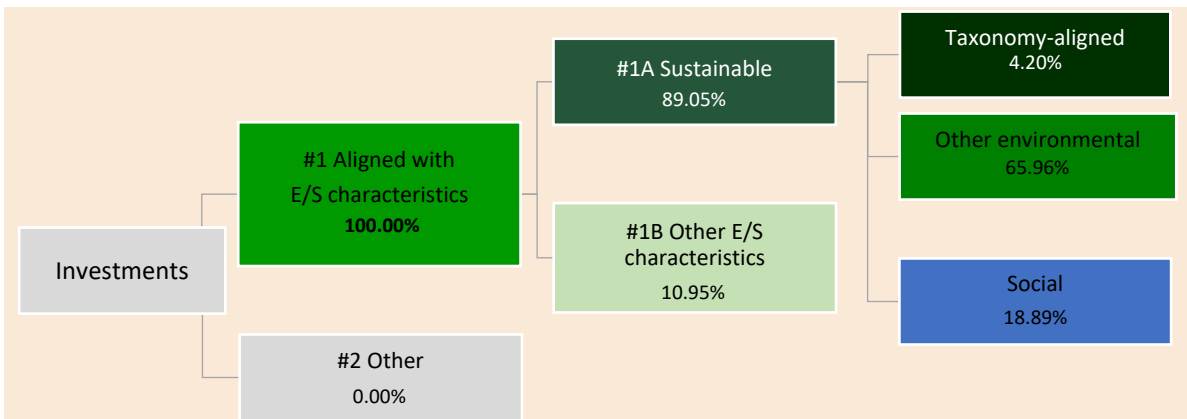 Investments
#1 Aligned with
E/S characteristics
100.00%
#2 Other
0.00%
#1A Sustainable
89.05%
#1B Other E/S
characteristics
10.95%
Taxonomy-aligned
4.20%
Other environmental
65.96%
Social
18.89%